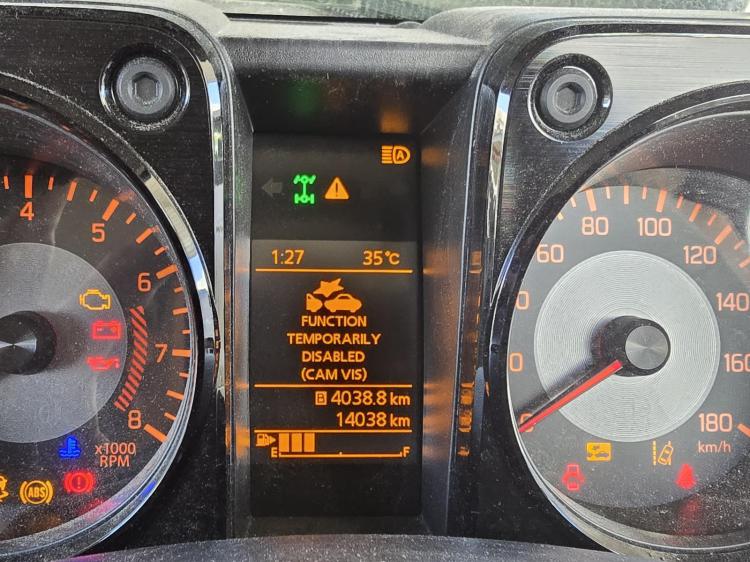 4
5
6
7
8
x1000
RPM
ABS
A
1:27 35°C
FUNCTION
TEMPORARILY
DISABLED
(CAM VIS)
B 4038.8 km
14038 km
E F
60
80
100
120
140
160
180
km/h